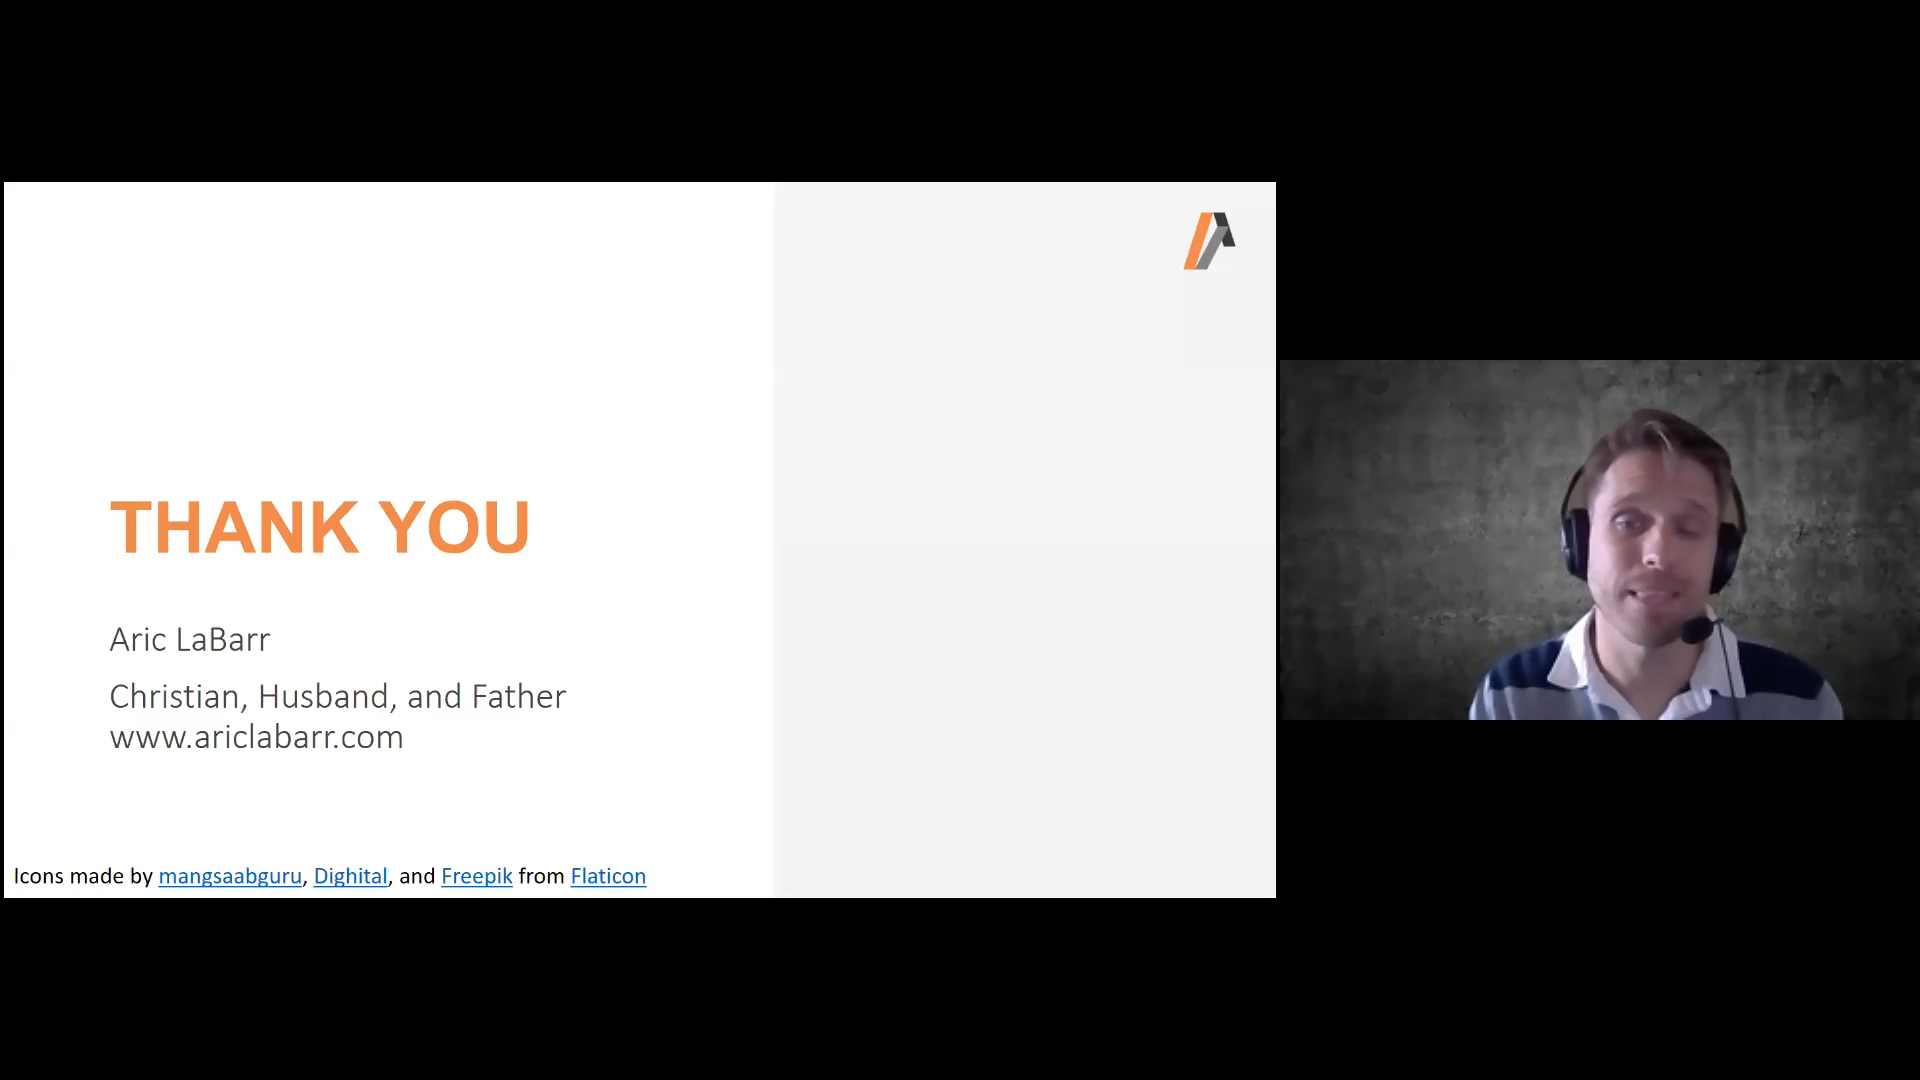 THANK YOU
Aric LaBarr
Christian, Husband, and Father
www.ariclabarr.com
Icons made by mangsaabguru, Dighital, and Freepik from Flaticon